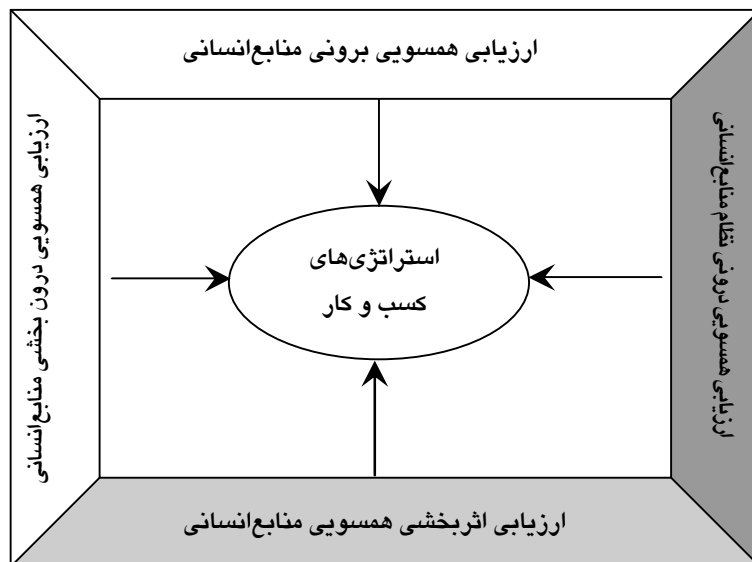 ارزیابی همسویی برونی منابع‌انسانی
ارزیابی همسویی درونی نظام منابع‌انسانی
استراتژی‌های
کسب و کار
ارزیابی همسویی درون بخشی منابع‌انسانی
ارزیابی اثربخشی همسویی منابع‌انسانی